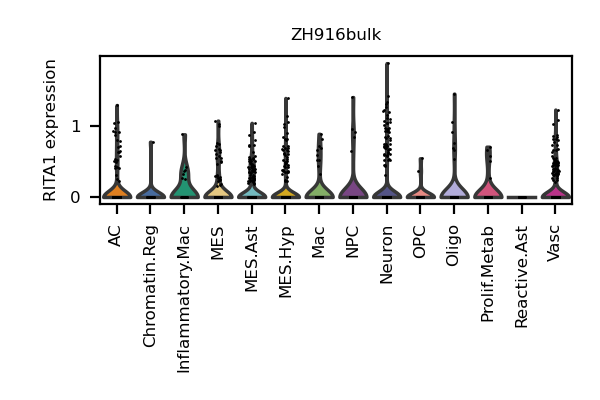 ZH916bulk
RITA1 expression
1
0
AC
Chromatin.Reg
Inflammatory.Mac
MES
MES.Ast
MES.Hyp
Mac
NPC
Neuron
OPC
Oligo
Prolif.Metab
Reactive.Ast
Vasc